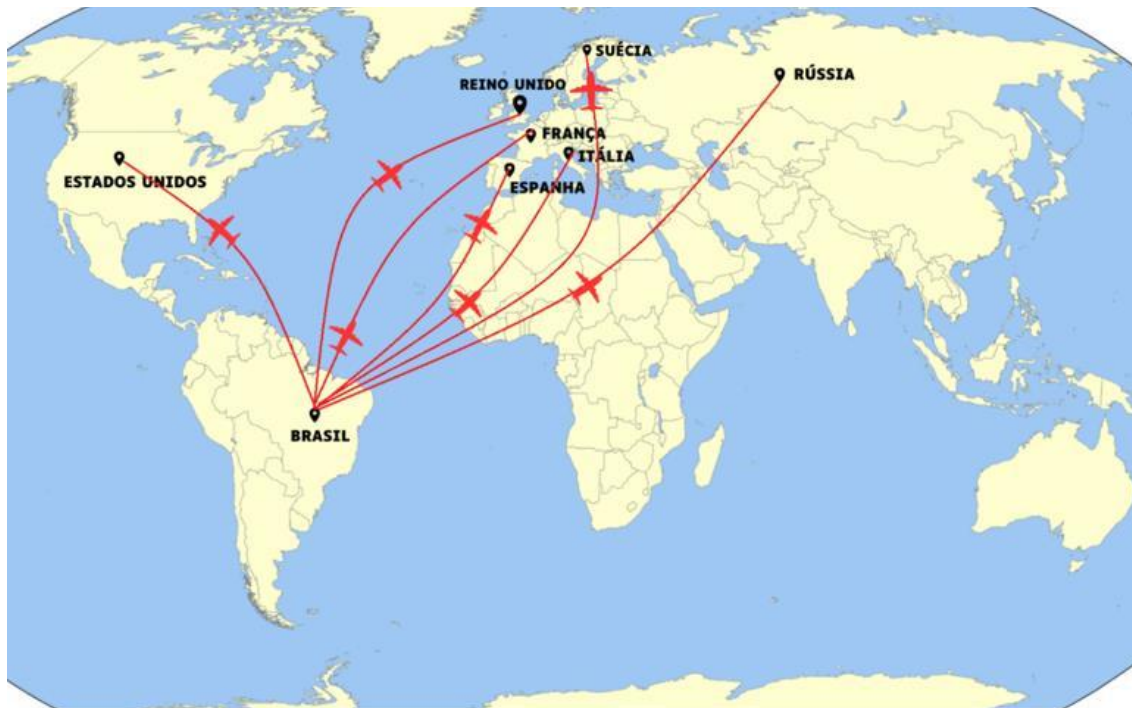 SUÉCIA
RÚSSIA
REINO UNIDO
FRANÇA
ITÁLIA
ESTADOS UNIDOS
ESPANHA
BRASIL